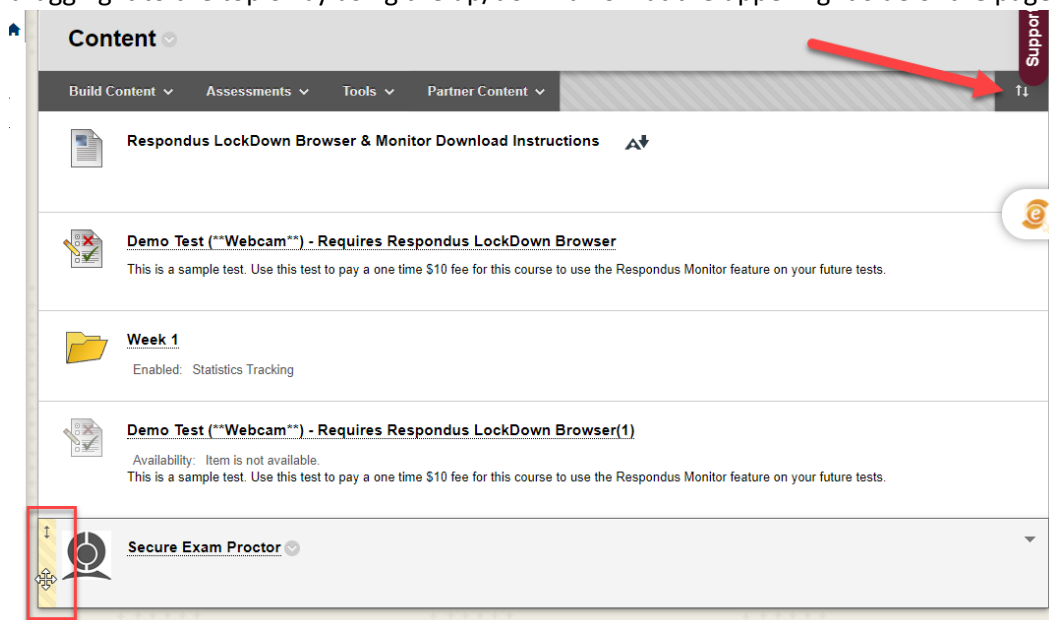 Content
Support
Build Content
Assessments
Tools
Partner Content
Respondus LockDown Browser & Monitor Download Instructions
Demo Test (**Webcam**) - Requires Respondus LockDown Browser
This is a sample test. Use this test to pay a one time $10 fee for this course to use the Respondus Monitor feature on your future tests.
Week 1
Enabled: Statistics Tracking
Demo Test (**Webcam**) - Requires Respondus LockDown Browser(1)
Availability: Item is not available.
This is a sample test. Use this test to pay a one time $10 fee for this course to use the Respondus Monitor feature on your future tests.
Secure Exam Proctor